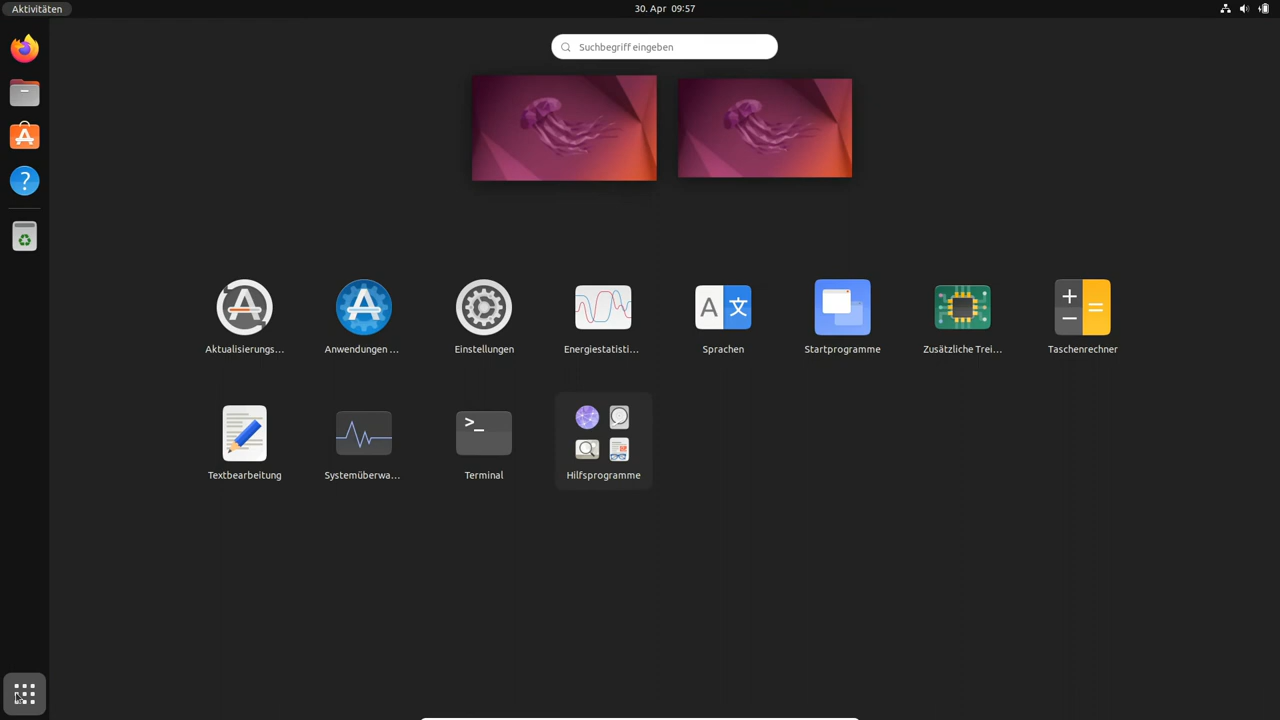 Aktivitäten
30. Apr 09:57
Suchbegriff eingeben
Aktualisierungs...
Anwendungen ...
Einstellungen
Energiestatisti...
Sprachen
Startprogramme
Zusätzliche Trei...
Taschenrechner
Textbearbeitung
Systemüberwa...
Terminal
Hilfsprogramme